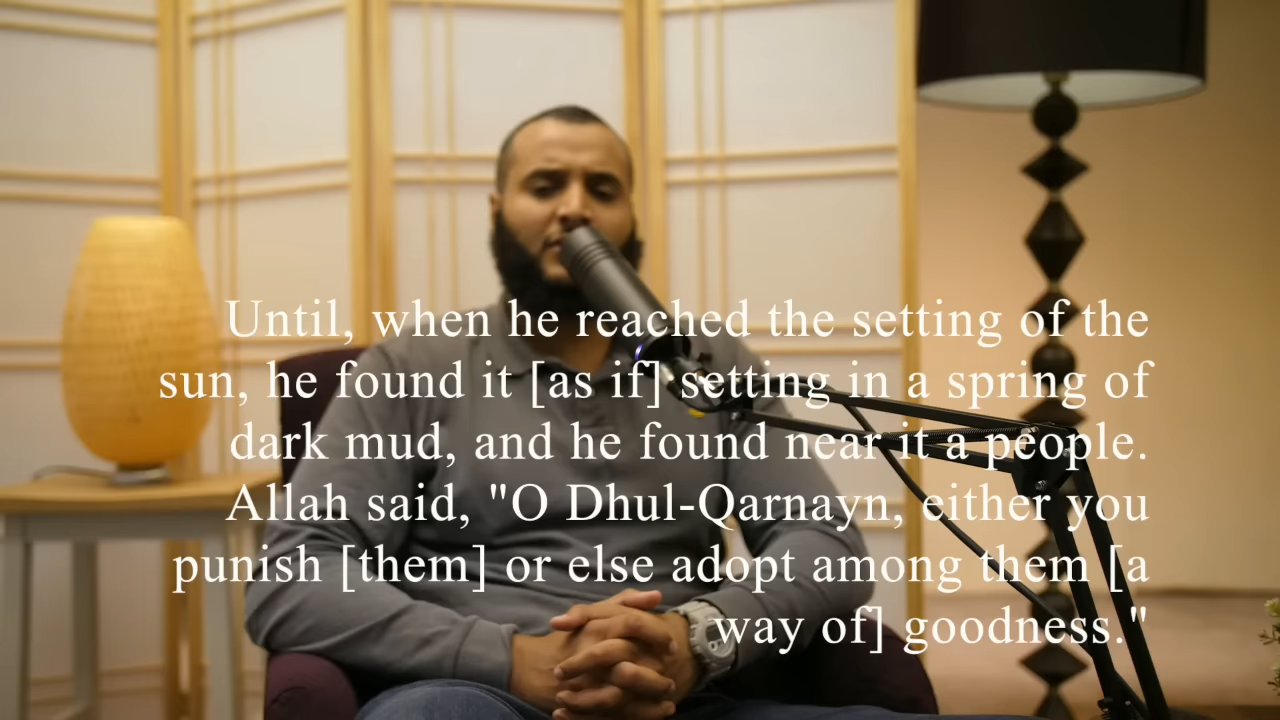 Until, when he reached the setting of the
sun, he found it [as if] setting in a spring of
dark mud, and he found near it a people.
Allah said, "O Dhul-Qarnayn, either you
punish [them] or else adopt among them [a
way of] goodness."